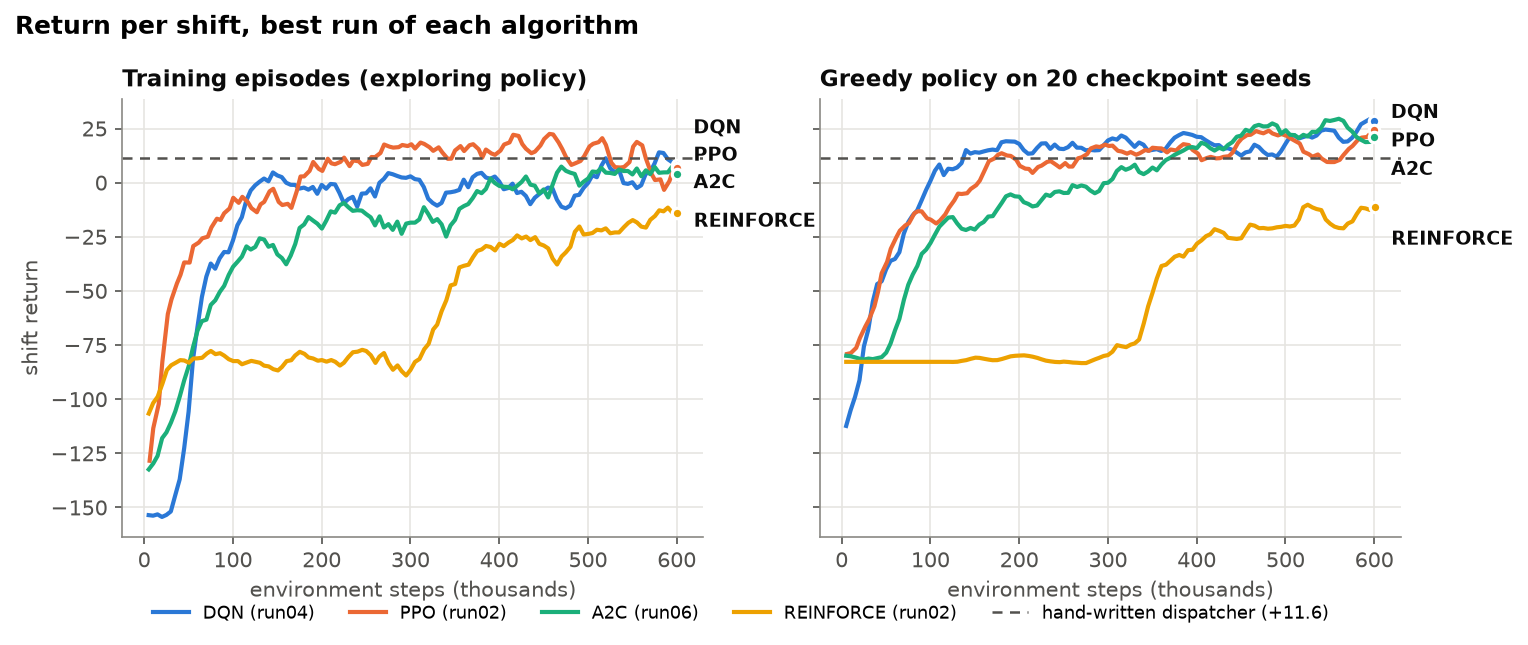 Return per shift, best run of each algorithm
Training episodes (exploring policy)
shift return
25
0
−25
−50
−75
−100
−125
−150
0 100 200 300 400 500 600
environment steps (thousands)
DQN
PPO
A2C
REINFORCE
Greedy policy on 20 checkpoint seeds
0 100 200 300 400 500 600
environment steps (thousands)
DQN
PPO
A2C
REINFORCE
DQN (run04) PPO (run02) A2C (run06) REINFORCE (run02) hand-written dispatcher (+11.6)